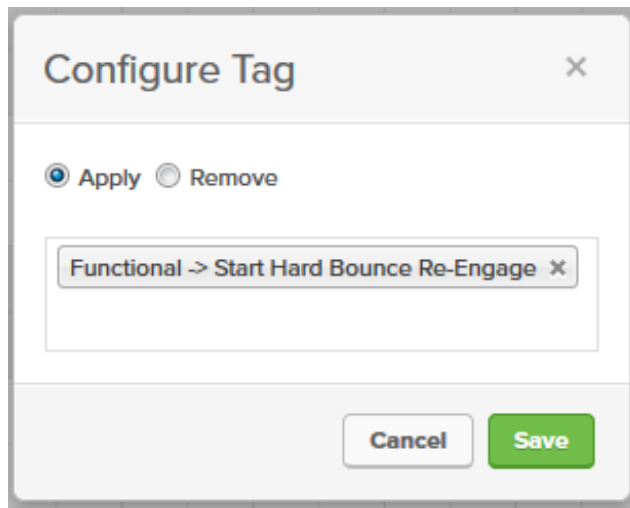 Configure Tag
Apply Remove
Functional -> Start Hard Bounce Re-Engage
Cancel Save